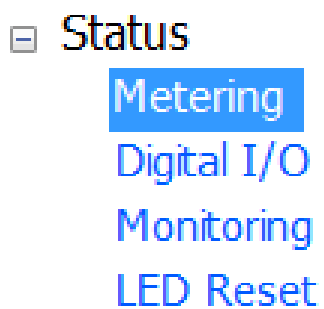 Status
Metering
Digital I/O
Monitoring
LED Reset